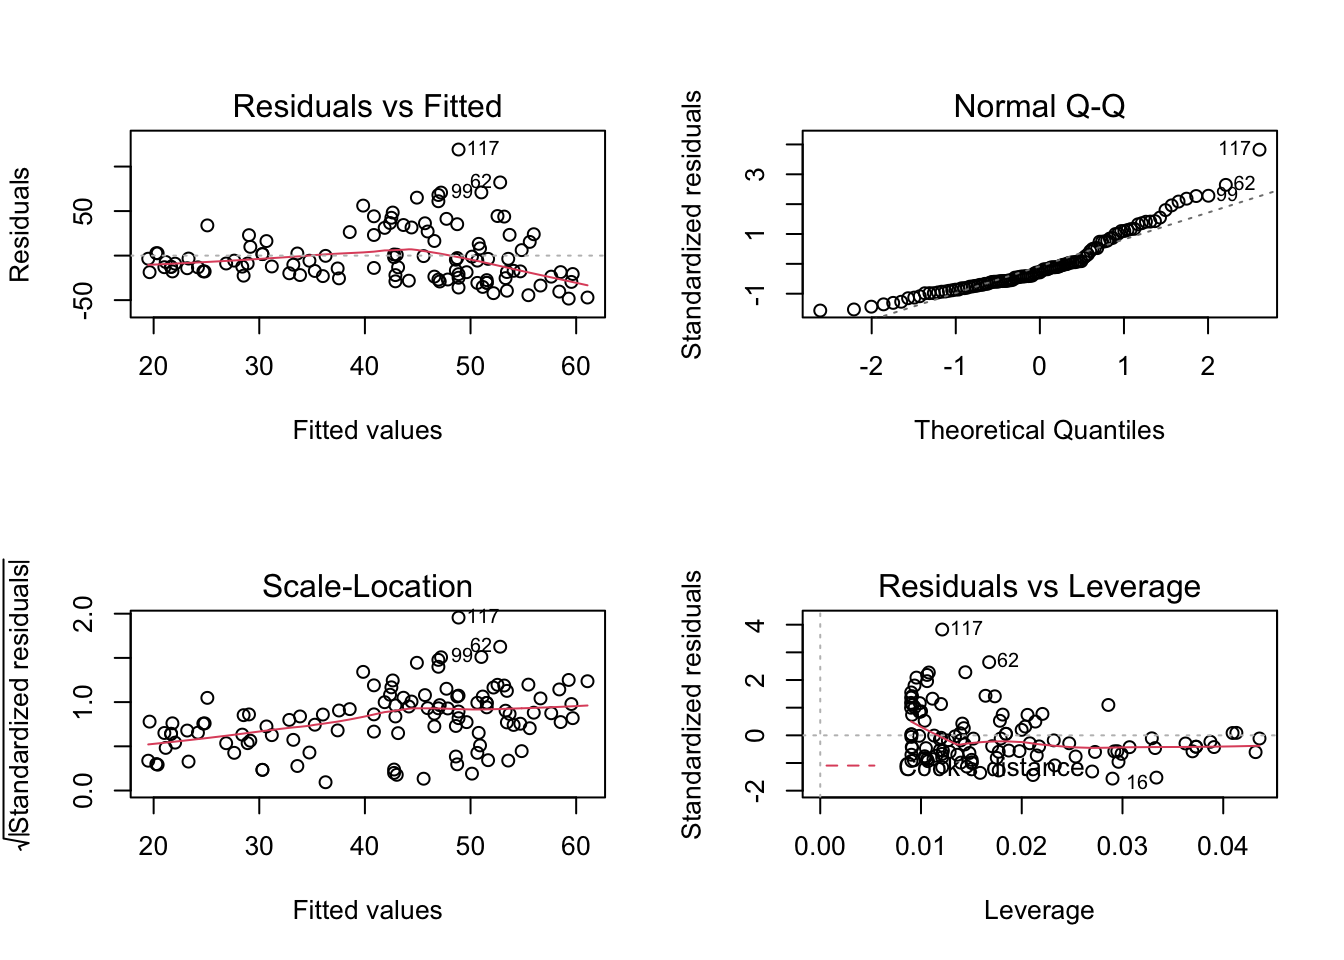 Residuals vs Fitted
Residuals
-50
50
117
62
99
20 30 40 50 60
Fitted values
Normal Q-Q
Standardized residuals
-1
1
3
117
62
99
-2 -1 0 1 2
Theoretical Quantiles
Scale-Location
√|Standardized residuals|
0.0
1.0
2.0
117
62
99
20 30 40 50 60
Fitted values
Residuals vs Leverage
Standardized residuals
-2
0
2
4
117
62
Cook's distance
16
0.00 0.01 0.02 0.03 0.04
Leverage